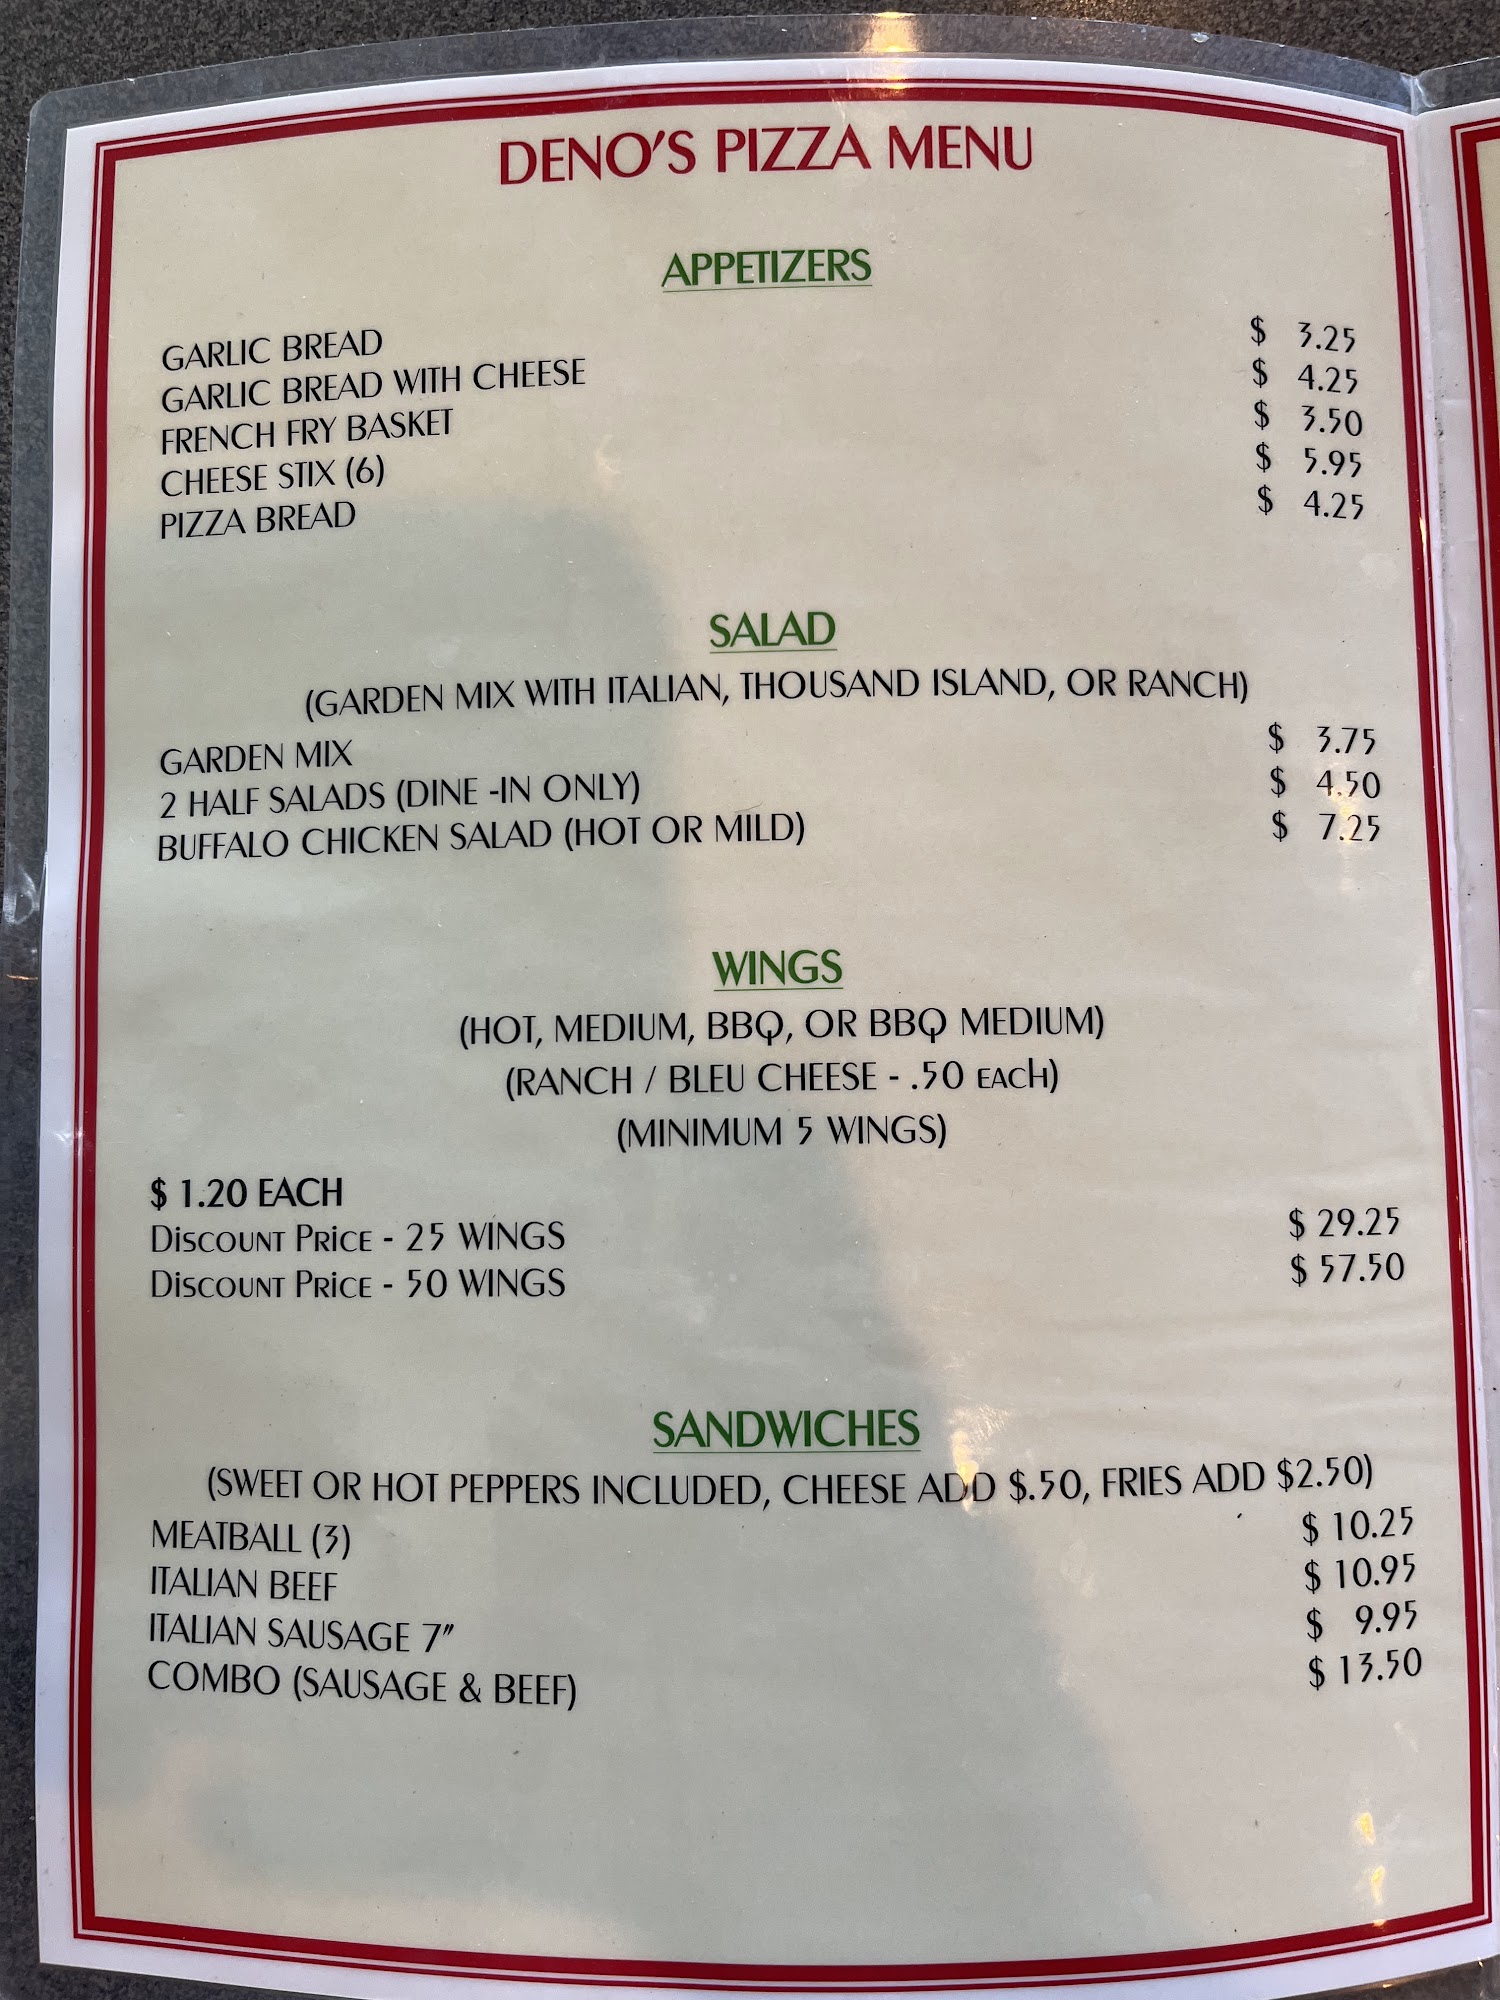 DENO'S PIZZA MENU
APPETIZERS
GARLIC BREAD $ 3.25
GARLIC BREAD WITH CHEESE $ 4.25
FRENCH FRY BASKET $ 3.50
CHEESE STIX (6) $ 5.95
PIZZA BREAD $ 4.25
SALAD
(GARDEN MIX WITH ITALIAN, THOUSAND ISLAND, OR RANCH)
GARDEN MIX $ 3.75
2 HALF SALADS (DINE -IN ONLY) $ 4.50
BUFFALO CHICKEN SALAD (HOT OR MILD) $ 7.25
WINGS
(HOT, MEDIUM, BBQ, OR BBQ MEDIUM)
(RANCH / BLEU CHEESE - .50 EACH)
(MINIMUM 5 WINGS)
$ 1.20 EACH
DISCOUNT PRICE - 25 WINGS $ 29.25
DISCOUNT PRICE - 50 WINGS $ 57.50
SANDWICHES
(SWEET OR HOT PEPPERS INCLUDED, CHEESE ADD $.50, FRIES ADD $2.50)
MEATBALL (3) $ 10.25
ITALIAN BEEF $ 10.95
ITALIAN SAUSAGE 7" $ 9.95
COMBO (SAUSAGE & BEEF) $ 13.50